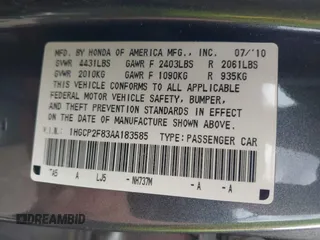 MFD. BY HONDA OF AMERICA MFG., INC. 07/'10
GVWR 4431LBS GAWR F 2403LBS R 2061LBS
GVWR 2010KG GAWR F 1090KG R 935KG
THIS VEHICLE CONFORMS TO ALL APPLICABLE
FEDERAL MOTOR VEHICLE SAFETY, BUMPER,
AND THEFT PREVENTION STANDARDS IN EFFECT
ON THE DATE OF MANUFACTURE SHOWN ABOVE.
V.I.N.: 1HGCP2F83AA183585 TYPE: PASSENGER CAR
TA5 A LJ5 - NH737M - A - A
DREAMBID